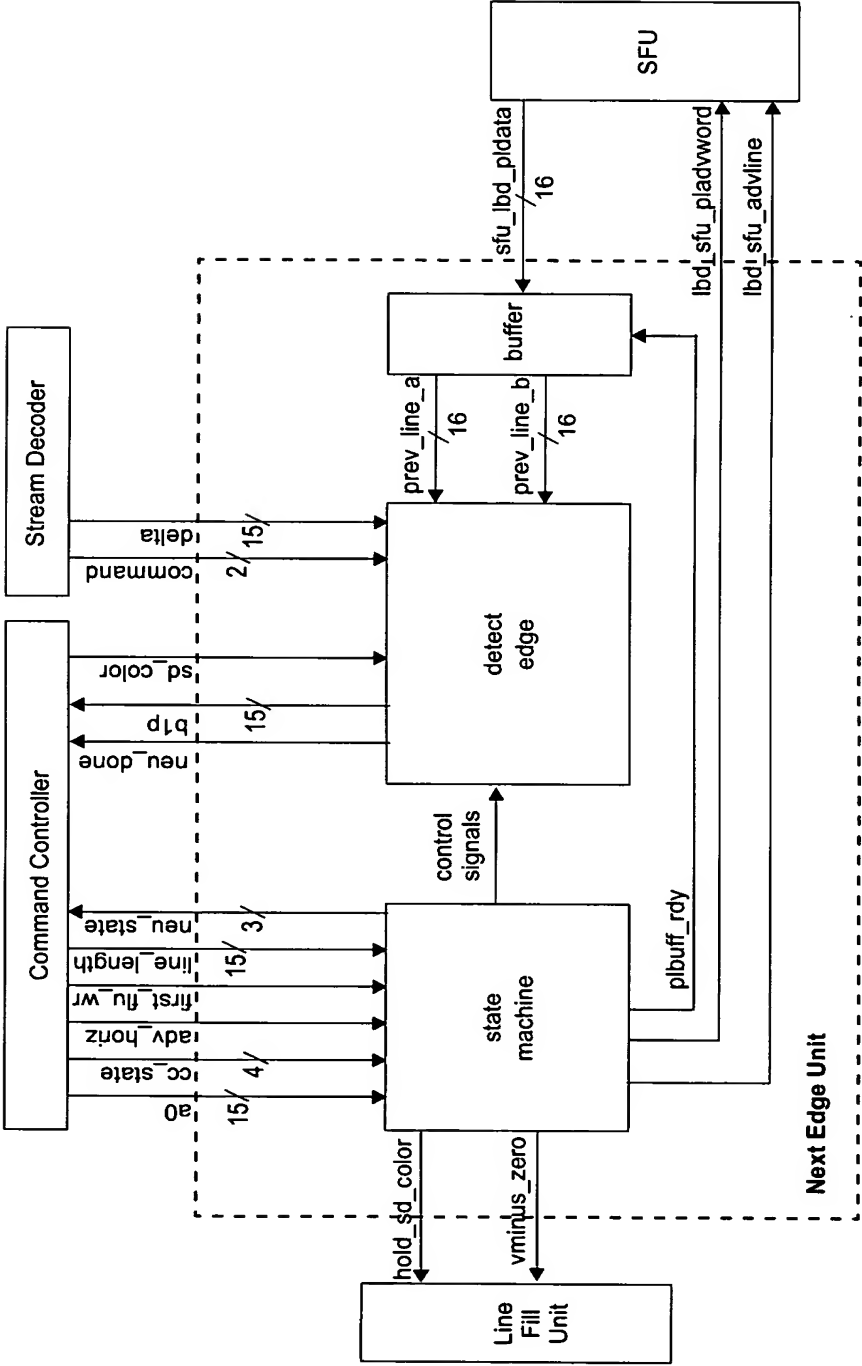 Command Controller
Stream Decoder
a0
15
cc_state
4
adv_horiz
first_flu_wr
line_length
15
neu_state
3
neu_done
b1p
15
sd_color
command
2
delta
15
hold_sd_color
vminus_zero
Line
Fill
Unit
state
machine
control
signals
detect
edge
prev_line_a
16
prev_line_b
16
buffer
sfu_lbd_pldata
16
SFU
plbuff_rdy
lbd_sfu_pladvword
lbd_sfu_advline
Next Edge Unit